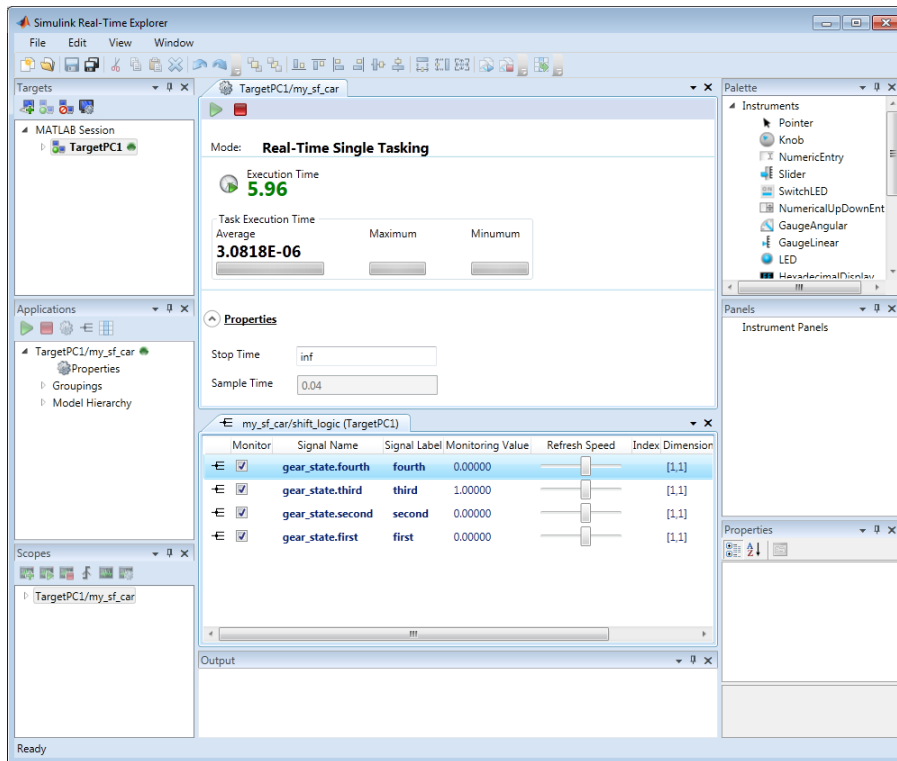 Simulink Real-Time Explorer
File Edit View Window
Targets
MATLAB Session
TargetPC1
Applications
TargetPC1/my_sf_car
Properties
Groupings
Model Hierarchy
Scopes
TargetPC1/my_sf_car
TargetPC1/my_sf_car
Mode: Real-Time Single Tasking
Execution Time
5.96
Task Execution Time
Average Maximum Minumum
3.0818E-06
Properties
Stop Time inf
Sample Time 0.04
my_sf_car/shift_logic (TargetPC1)
Monitor Signal Name Signal Label Monitoring Value Refresh Speed Index Dimension
gear_state.fourth fourth 0.00000 [1,1]
gear_state.third third 1.00000 [1,1]
gear_state.second second 0.00000 [1,1]
gear_state.first first 0.00000 [1,1]
Output
Palette
Instruments
Pointer
Knob
NumericEntry
Slider
SwitchLED
NumericalUpDownEnt
GaugeAngular
GaugeLinear
LED
HexadecimalDisplay
Panels
Instrument Panels
Properties
Ready